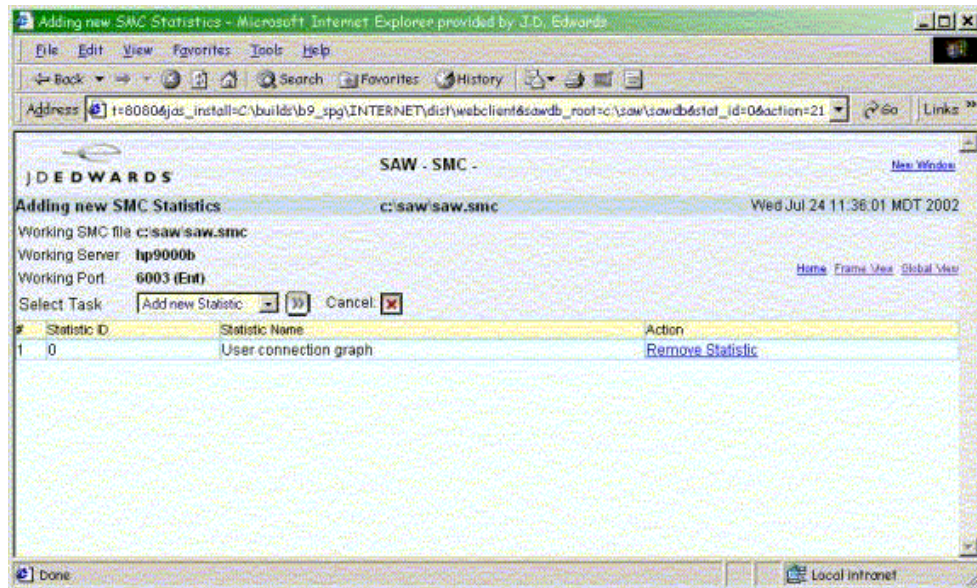 Adding new SMC Statistics - Microsoft Internet Explorer provided by J.D. Edwards
File Edit View Favorites Tools Help
Back Search Favorites History
Address t=8080&jas_install=C:\builds\b9_spg\INTERNET\dist\webclient&sawdb_root=c:\saw\sawdb&stat_id=0&action=21 Go Links »
JDEDWARDS
SAW - SMC -
New Window
Adding new SMC Statistics c:\saw\saw.smc Wed Jul 24 11:36:01 MDT 2002
Working SMC file c:\saw\saw.smc
Working Server hp9000b
Working Port 6003 (Ent)
Home Frame View Global View
Select Task Add new Statistic Cancel:
# Statistic ID Statistic Name Action
1 0 User connection graph Remove Statistic
Done Local intranet